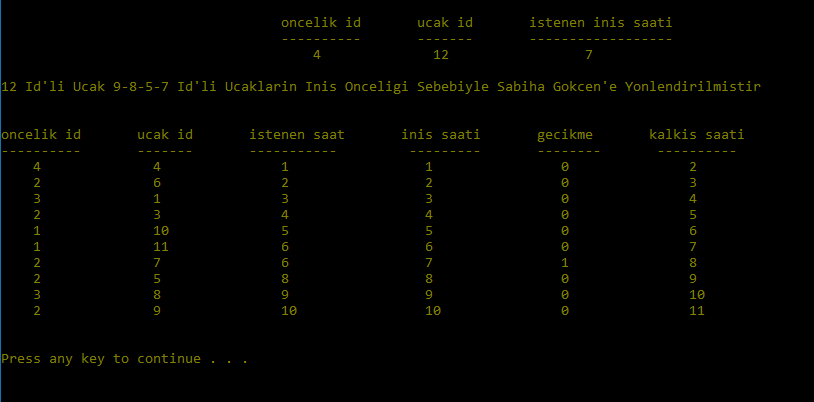 oncelik id ucak id istenen inis saati
---------- ------- ------------------
4 12 7
12 Id'li Ucak 9-8-5-7 Id'li Ucaklarin Inis Onceligi Sebebiyle Sabiha Gokcen'e Yonlendirilmistir
oncelik id ucak id istenen saat inis saati gecikme kalkis saati
---------- ------- ----------- --------- -------- ----------
4 4 1 1 0 2
2 6 2 2 0 3
3 1 3 3 0 4
2 3 4 4 0 5
1 10 5 5 0 6
1 11 6 6 0 7
2 7 6 7 1 8
2 5 8 8 0 9
3 8 9 9 0 10
2 9 10 10 0 11
Press any key to continue . . .